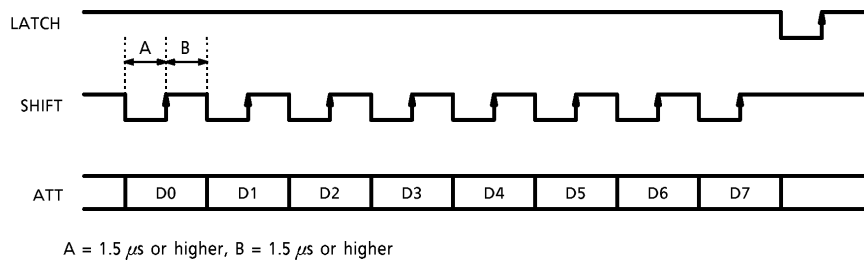 LATCH
A B
SHIFT
ATT D0 D1 D2 D3 D4 D5 D6 D7
A = 1.5 μs or higher, B = 1.5 μs or higher